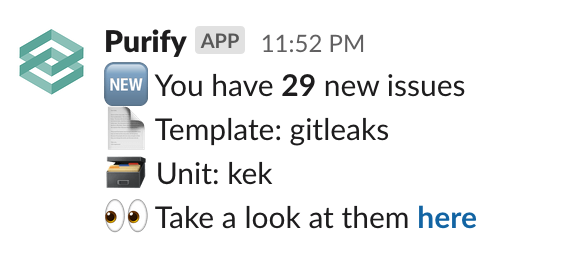 Purify APP 11:52 PM
NEW You have 29 new issues
Template: gitleaks
Unit: kek
Take a look at them here